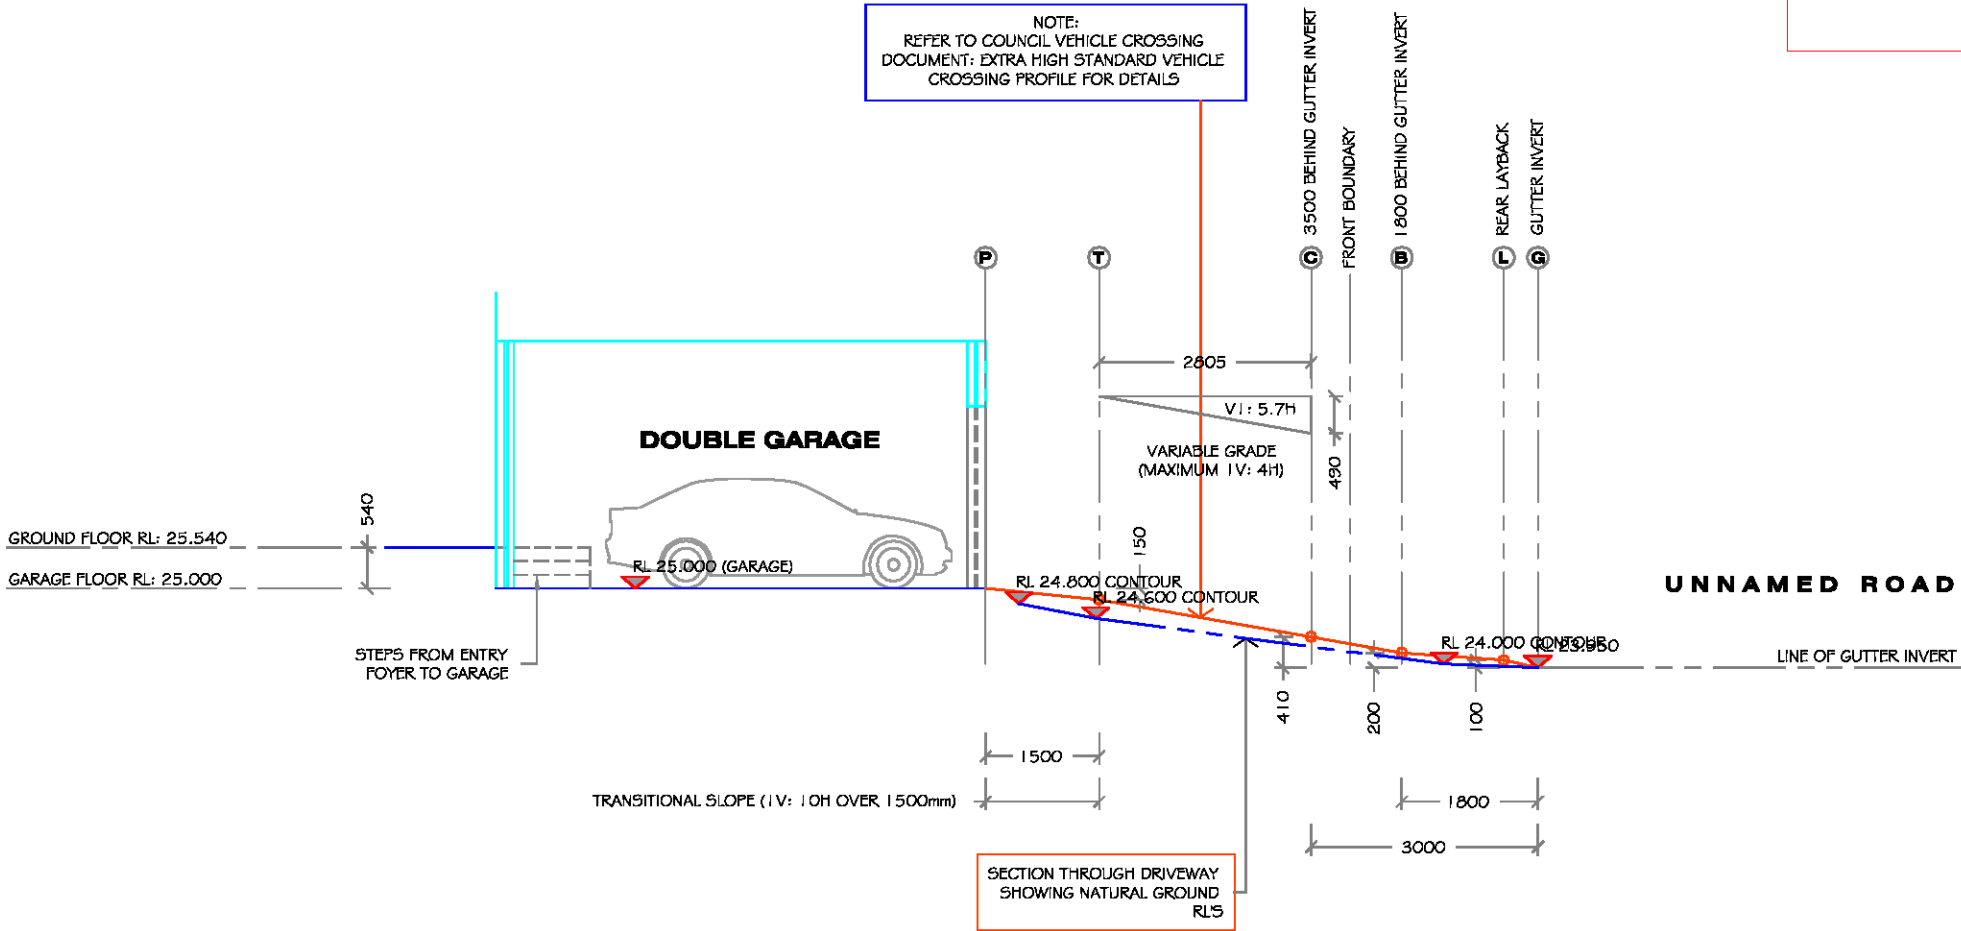 NOTE:
REFER TO COUNCIL VEHICLE CROSSING
DOCUMENT: EXTRA HIGH STANDARD VEHICLE
CROSSING PROFILE FOR DETAILS
3500 BEHIND GUTTER INVERT
FRONT BOUNDARY
1800 BEHIND GUTTER INVERT
REAR LAYBACK
GUTTER INVERT
P
T
C
B
L
G
2805
V1: 5.7H
VARIABLE GRADE
(MAXIMUM 1V: 4H)
490
DOUBLE GARAGE
540
150
GROUND FLOOR RL: 25.540
GARAGE FLOOR RL: 25.000
RL 25.000 (GARAGE)
RL 24.800 CONTOUR
RL 24.600 CONTOUR
UNNAMED ROAD
RL 24.000 CONTOUR
RL 23.950
LINE OF GUTTER INVERT
STEPS FROM ENTRY
FOYER TO GARAGE
410
200
100
1500
TRANSITIONAL SLOPE (1V: 10H OVER 1500mm)
1800
3000
SECTION THROUGH DRIVEWAY
SHOWING NATURAL GROUND
RL'S